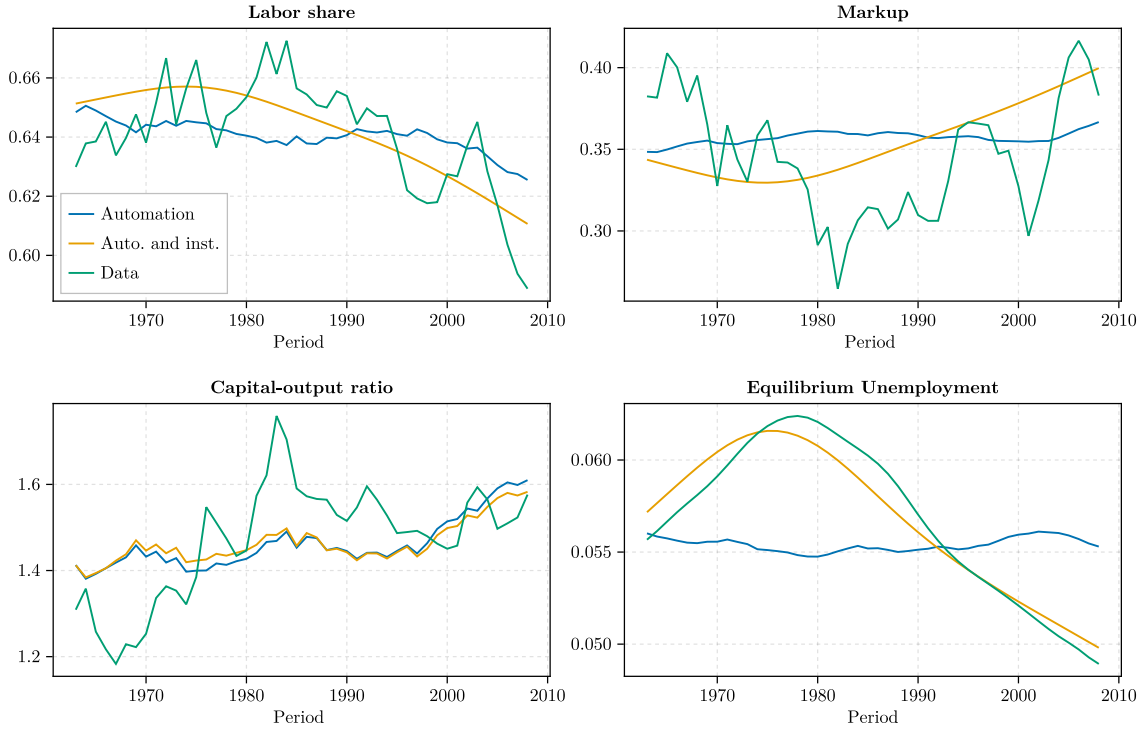 Labor share
0.66
0.64
0.62
0.60
Automation
Auto. and inst.
Data
1970 1980 1990 2000 2010
Period
Markup
0.40
0.35
0.30
1970 1980 1990 2000 2010
Period
Capital-output ratio
1.6
1.4
1.2
1970 1980 1990 2000 2010
Period
Equilibrium Unemployment
0.060
0.055
0.050
1970 1980 1990 2000 2010
Period